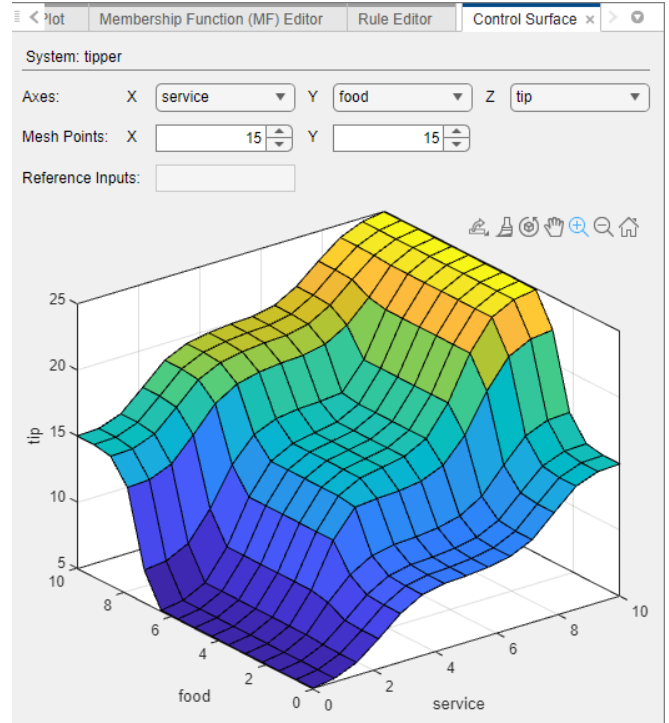 Plot Membership Function (MF) Editor Rule Editor Control Surface ×
System: tipper
Axes: X service Y food Z tip
Mesh Points: X 15 Y 15
Reference Inputs:
25
20
15
10
5
tip
10
8
6
4
2
0
food
0
2
4
6
8
10
service